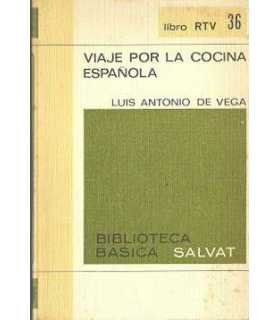 libro RTV 36
VIAJE POR LA COCINA
ESPAÑOLA
LUIS ANTONIO DE VEGA
BIBLIOTECA
BASICA SALVAT